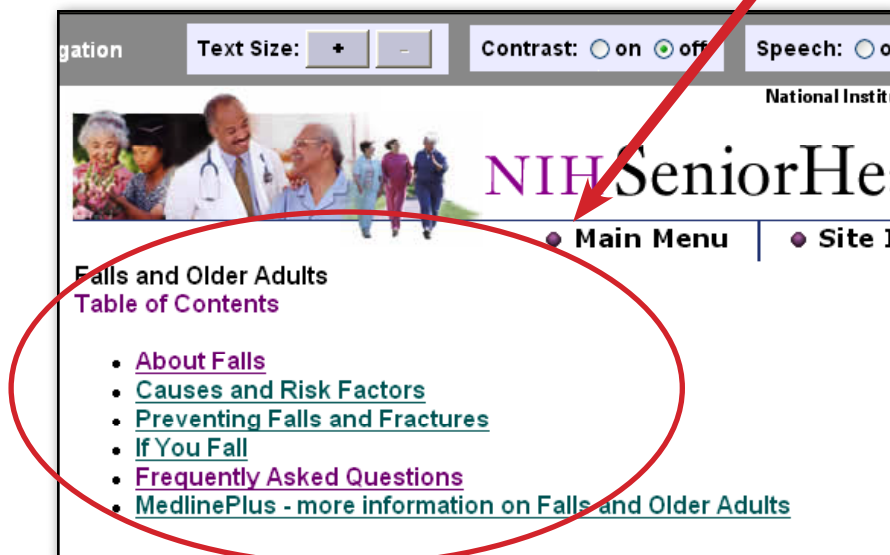 gation Text Size: + - Contrast: on off Speech: o
National Instit
NIHSeniorHe
Main Menu Site I
Falls and Older Adults
Table of Contents
About Falls
Causes and Risk Factors
Preventing Falls and Fractures
If You Fall
Frequently Asked Questions
MedlinePlus - more information on Falls and Older Adults